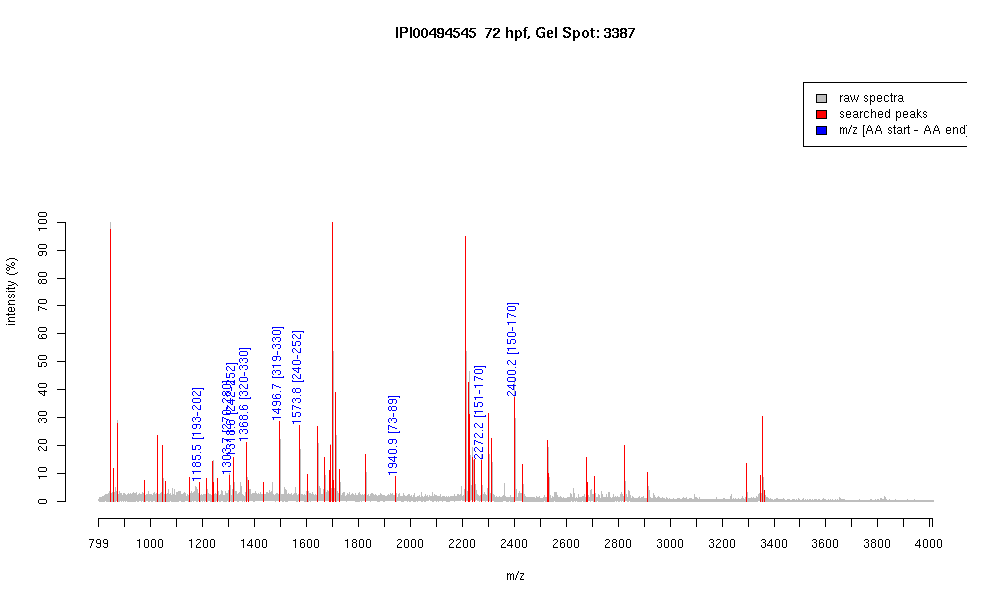 IPI00494545 72 hpf, Gel Spot: 3387
raw spectra
searched peaks
m/z [AA start - AA end]
intensity (%)
100
90
80
70
60
50
40
30
20
10
0
1185.5 [193-202]
1368.6 [320-330]
1496.7 [319-330]
1573.8 [240-252]
1940.9 [73-89]
2272.2 [151-170]
2400.2 [150-170]
799 1000 1200 1400 1600 1800 2000 2200 2400 2600 2800 3000 3200 3400 3600 3800 4000
m/z